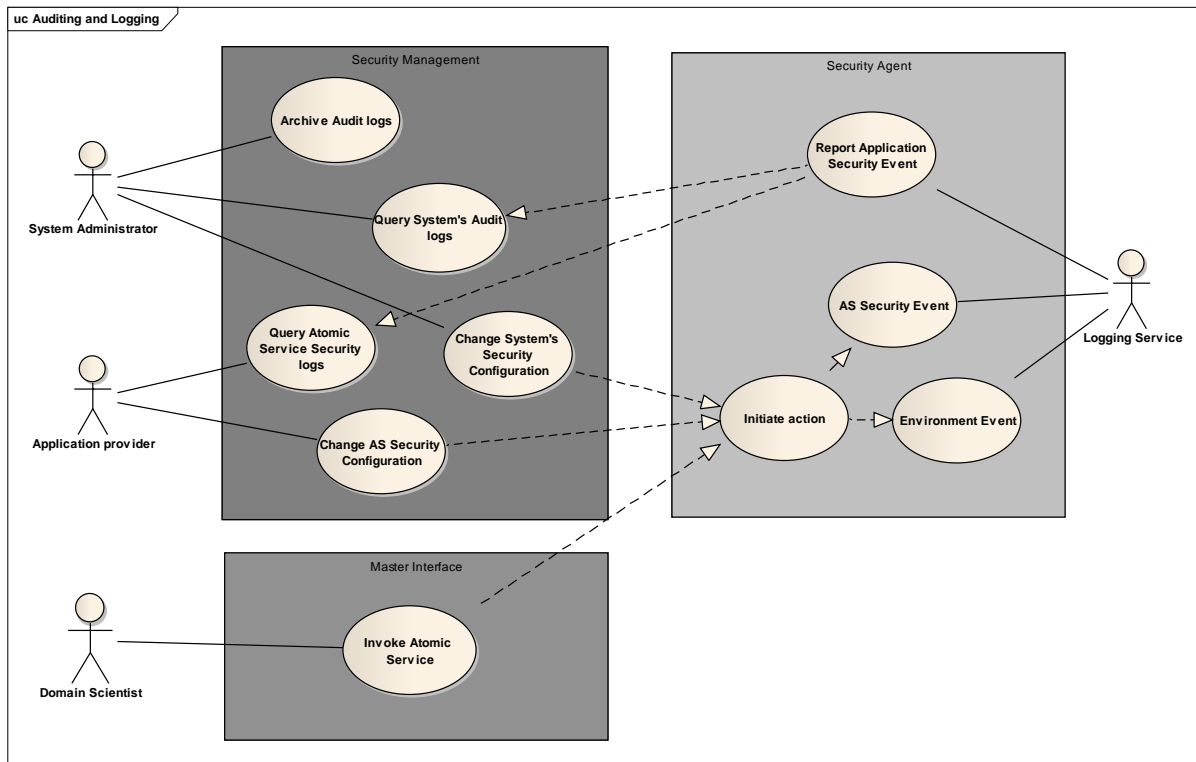 uc Auditing and Logging
Security Management
Security Agent
Archive Audit logs
Report Application
Security Event
System Administrator
Query System's Audit
logs
AS Security Event
Logging Service
Query Atomic
Service Security
logs
Change System's
Security
Configuration
Application provider
Change AS Security
Configuration
Initiate action
Environment Event
Master Interface
Invoke Atomic
Service
Domain Scientist